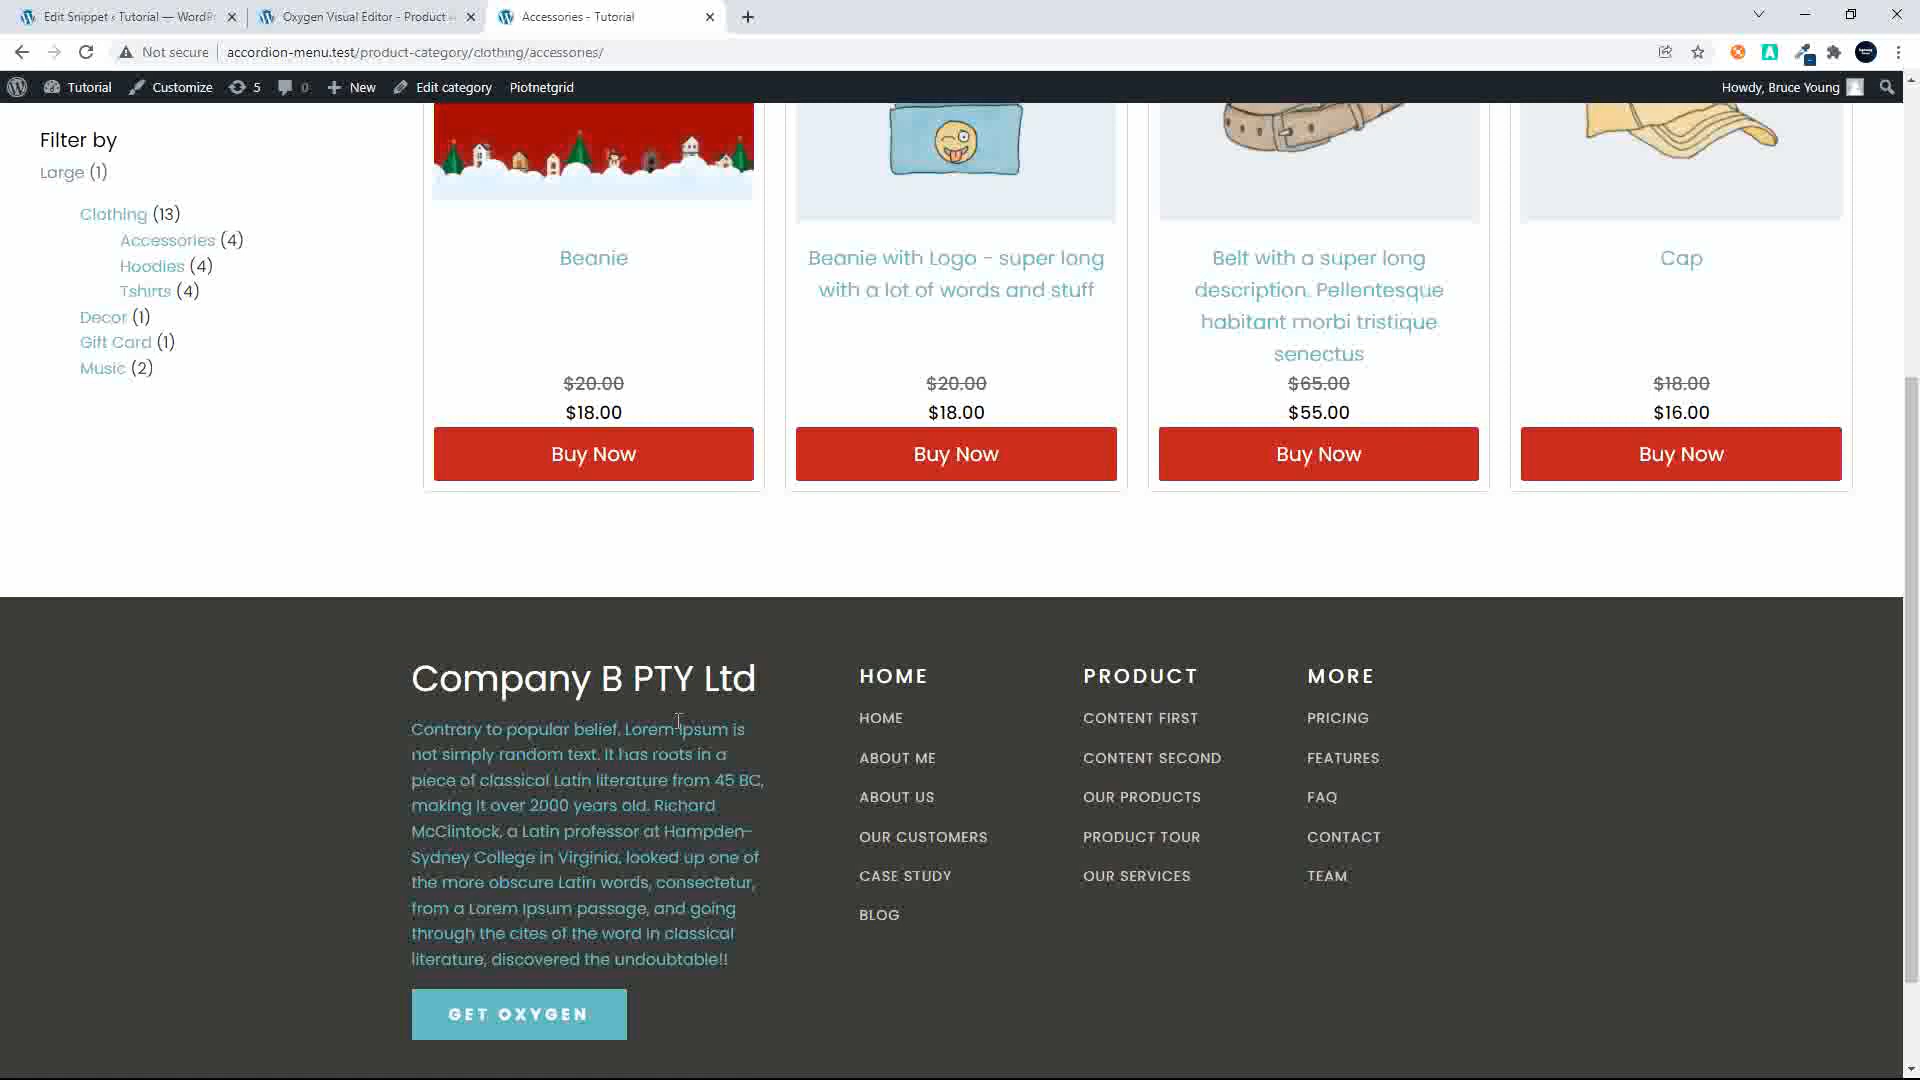 Edit Snippet ‹ Tutorial — WordPr
Oxygen Visual Editor - Product -
Accessories - Tutorial
Not secure
accordion-menu.test/product-category/clothing/accessories/
Tutorial
Customize
5
0
New
Edit category
Piotnetgrid
Howdy, Bruce Young
Filter by
Large (1)
Clothing (13)
Accessories (4)
Hoodies (4)
Tshirts (4)
Decor (1)
Gift Card (1)
Music (2)
Beanie
$20.00
$18.00
Buy Now
Beanie with Logo - super long
with a lot of words and stuff
$20.00
$18.00
Buy Now
Belt with a super long
description. Pellentesque
habitant morbi tristique
senectus
$65.00
$55.00
Buy Now
Cap
$18.00
$16.00
Buy Now
Company B PTY Ltd
Contrary to popular belief, Lorem Ipsum is
not simply random text. It has roots in a
piece of classical Latin literature from 45 BC,
making it over 2000 years old. Richard
McClintock, a Latin professor at Hampden-
Sydney College in Virginia, looked up one of
the more obscure Latin words, consectetur,
from a Lorem Ipsum passage, and going
through the cites of the word in classical
literature, discovered the undoubtable!!
GET OXYGEN
HOME
HOME
ABOUT ME
ABOUT US
OUR CUSTOMERS
CASE STUDY
BLOG
PRODUCT
CONTENT FIRST
CONTENT SECOND
OUR PRODUCTS
PRODUCT TOUR
OUR SERVICES
MORE
PRICING
FEATURES
FAQ
CONTACT
TEAM